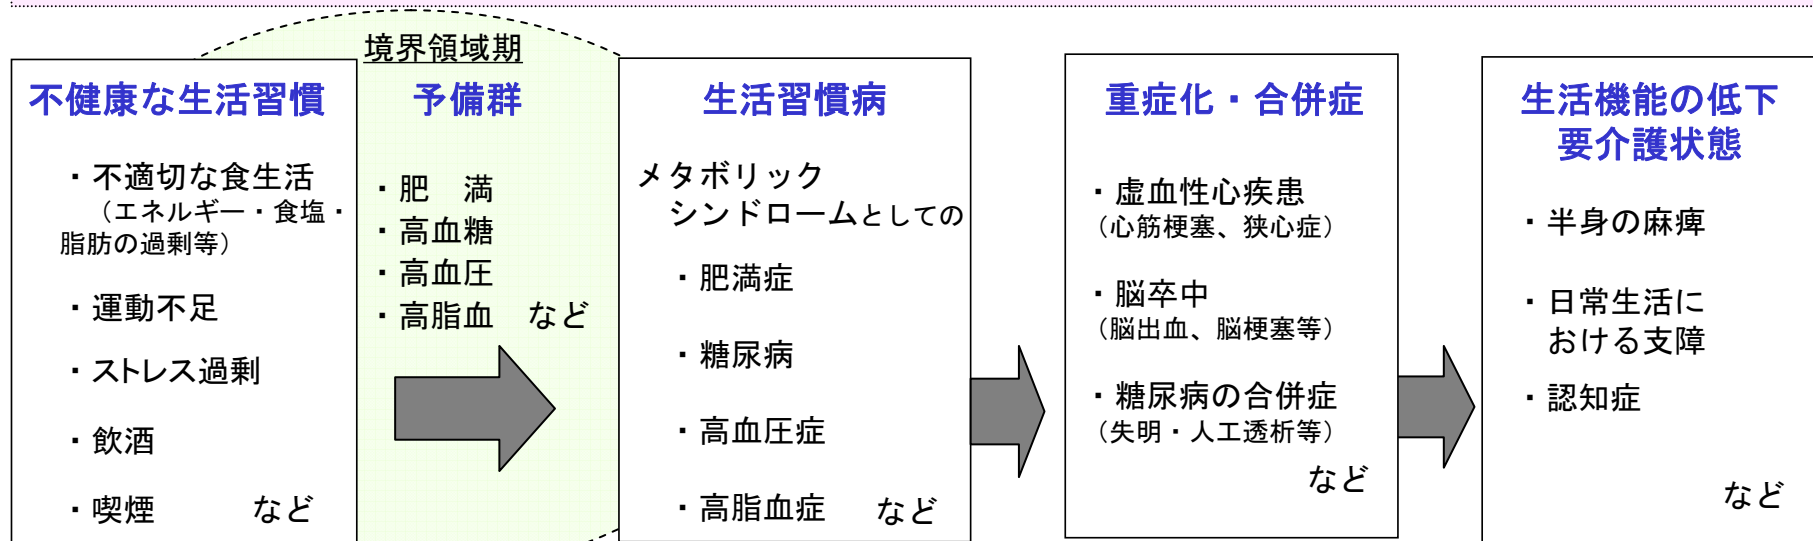 不健康な生活習慣
・不適切な食生活
（エネルギー・食塩・
脂肪の過剰等）
・運動不足
・ストレス過剰
・飲酒
・喫煙　など
境界領域期
予備群
・肥　満
・高血糖
・高血圧
・高脂血　など
生活習慣病
メタボリック
シンドロームとしての
・肥満症
・糖尿病
・高血圧症
・高脂血症　など
重症化・合併症
・虚血性心疾患
（心筋梗塞、狭心症）
・脳卒中
（脳出血、脳梗塞等）
・糖尿病の合併症
（失明・人工透析等）
など
生活機能の低下
要介護状態
・半身の麻痺
・日常生活に
おける支障
・認知症
など